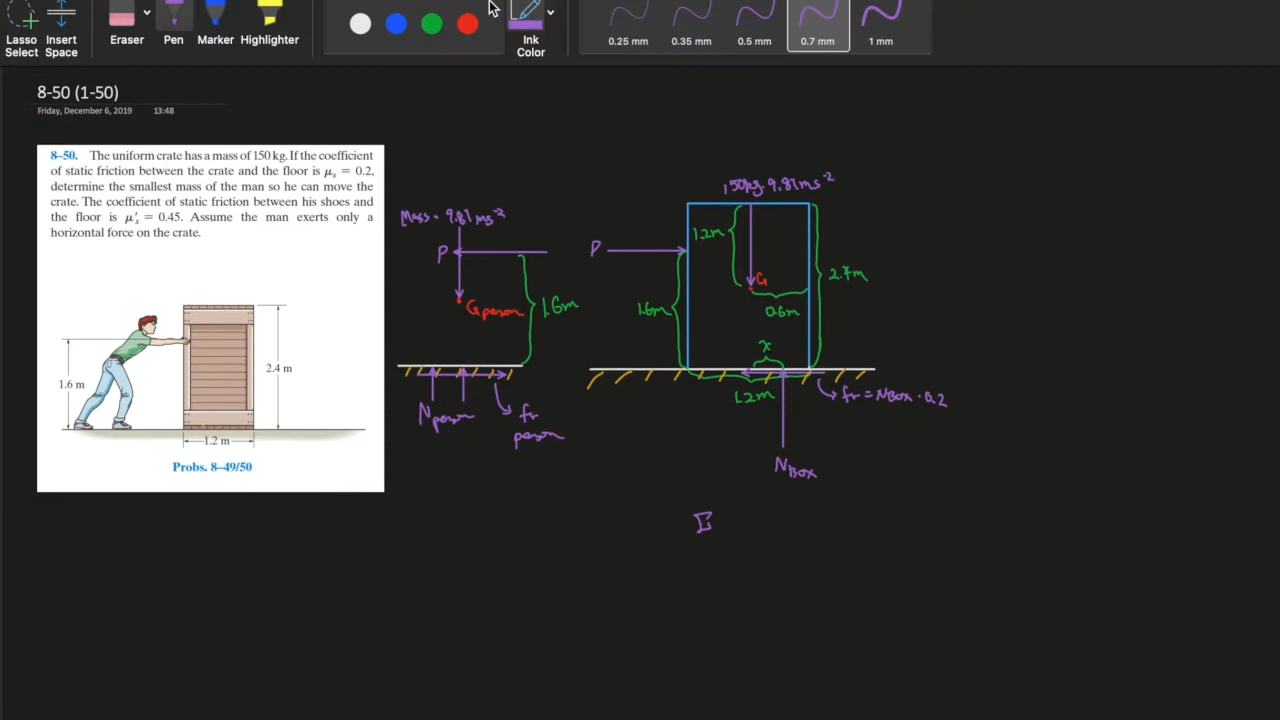 Lasso
Select
Insert
Space
Eraser
Pen
Marker
Highlighter
Ink
Color
0.25 mm
0.35 mm
0.5 mm
0.7 mm
1 mm
8-50 (1-50)
Friday, December 6, 2019 13:48
8–50. The uniform crate has a mass of 150 kg. If the coefficient
of static friction between the crate and the floor is μs = 0.2,
determine the smallest mass of the man so he can move the
crate. The coefficient of static friction between his shoes and
the floor is μ's = 0.45. Assume the man exerts only a
horizontal force on the crate.
1.6 m
2.4 m
1.2 m
Probs. 8–49/50
Mass · 9.81 ms⁻²
P
G person
1.6m
N person
fr
person
150kg · 9.81 ms⁻²
P
1.2m
G
2.4m
1.6m
0.6m
x
1.2m
fr = NBox · 0.2
NBox
Σ